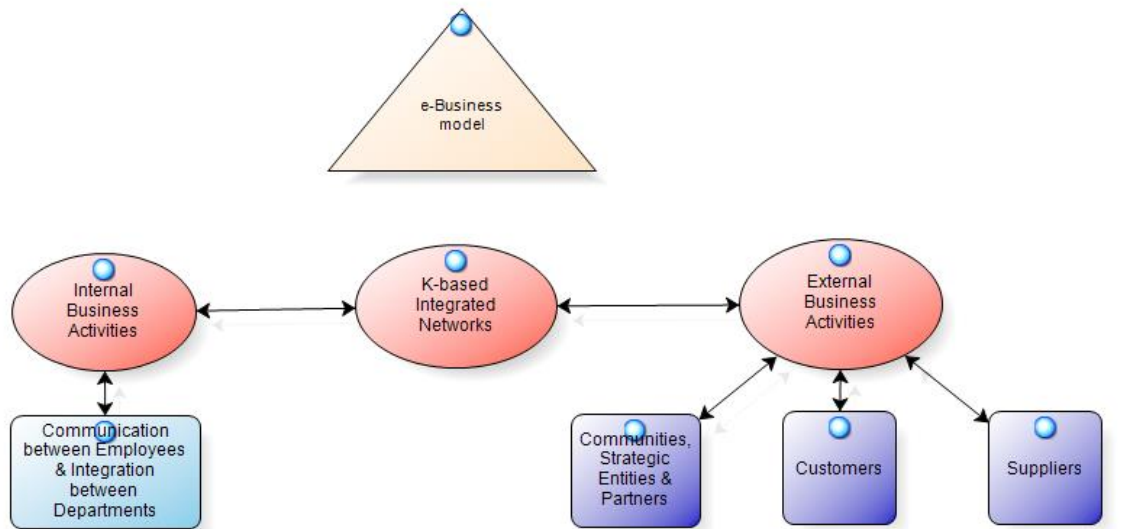 e-Business
model
Internal
Business
Activities
K-based
Integrated
Networks
External
Business
Activities
Communication
between Employees
& Integration
between
Departments
Communities,
Strategic
Entities &
Partners
Customers
Suppliers